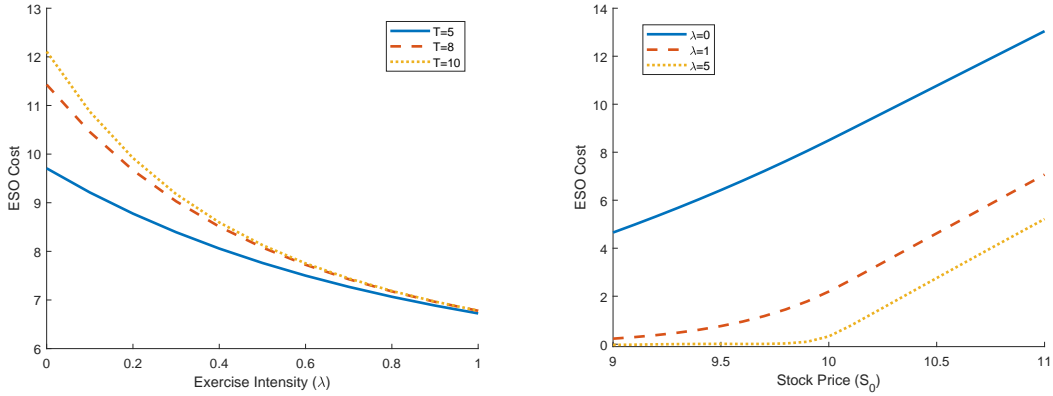 13
12
11
10
9
8
7
6
ESO Cost
0
0.2
0.4
0.6
0.8
1
Exercise Intensity (λ)
T=5
T=8
T=10
14
12
10
8
6
4
2
0
ESO Cost
9
9.5
10
10.5
11
Stock Price (S₀)
λ=0
λ=1
λ=5